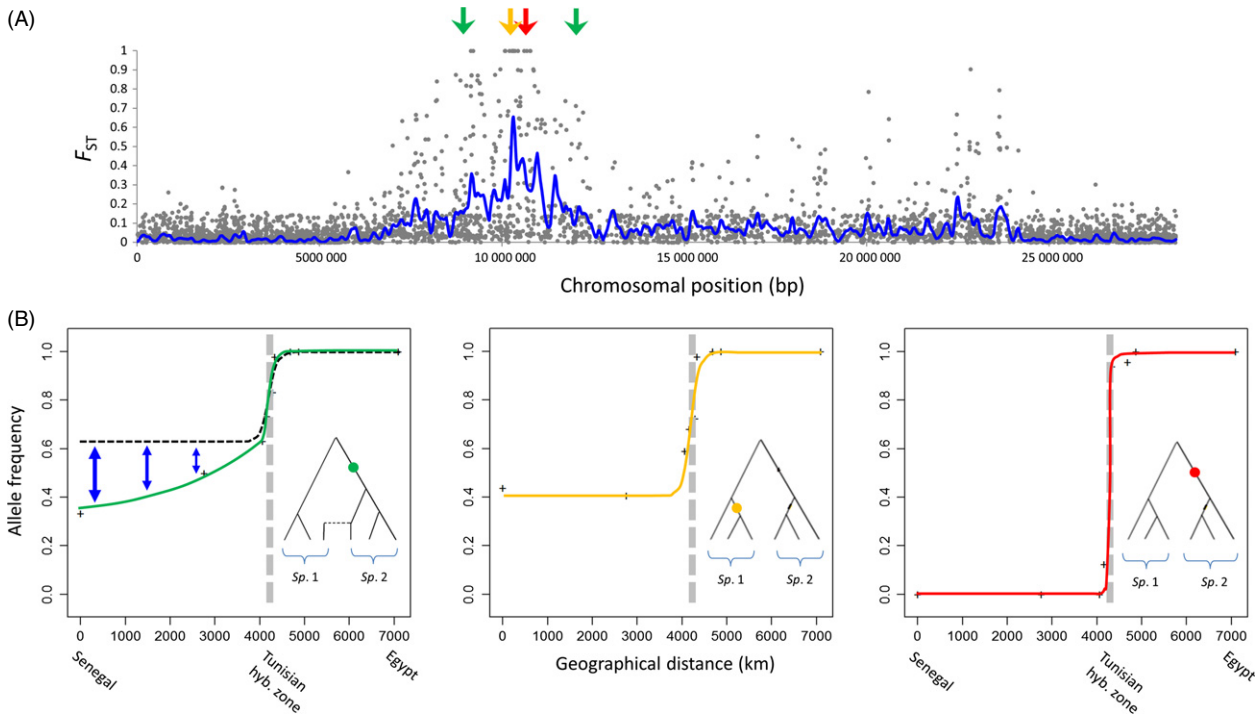 (A)
1
0.9
0.8
0.7
0.6
0.5
0.4
0.3
0.2
0.1
0
FST
0 5000 000 10 000 000 15 000 000 20 000 000 25 000 000
Chromosomal position (bp)
(B)
Allele frequency
1.0
0.8
0.6
0.4
0.2
0.0
Sp. 1 Sp. 2
0 1000 2000 3000 4000 5000 6000 7000
Senegal
Tunisian
hyb. zone
Egypt
1.0
0.8
0.6
0.4
0.2
0.0
Sp. 1 Sp. 2
0 1000 2000 3000 4000 5000 6000 7000
Geographical distance (km)
1.0
0.8
0.6
0.4
0.2
0.0
Sp. 1 Sp. 2
0 1000 2000 3000 4000 5000 6000 7000
Senegal
Tunisian
hyb. zone
Egypt